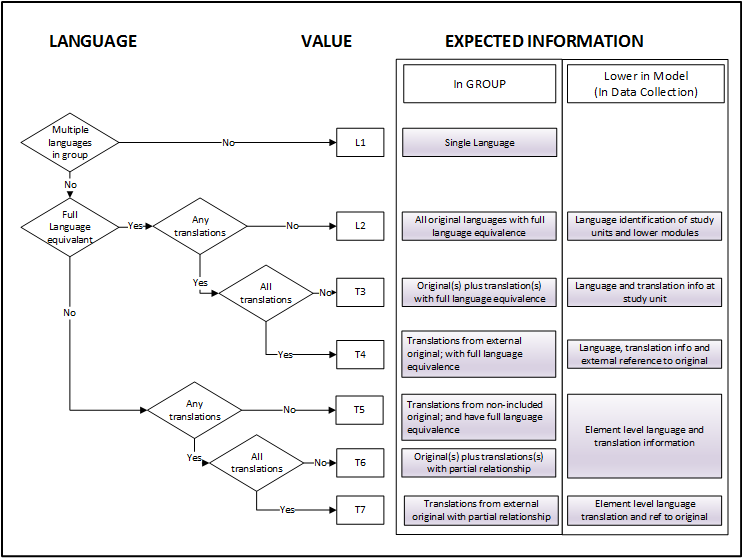 LANGUAGE
VALUE
EXPECTED INFORMATION
In GROUP
Lower in Model
(In Data Collection)
Multiple
languages
in group
No
L1
Single Language
No
Full
Language
equivalant
Yes
Any
translations
No
L2
All original languages with full
language equivalence
Language identification of study
units and lower modules
Yes
All
translations
No
T3
Original(s) plus translation(s)
with full language equivalence
Language and translation info at
study unit
No
Yes
T4
Translations from external
original; with full language
equivalence
Language, translation info and
external reference to original
Any
translations
No
T5
Translations from non-included
original; and have full language
equivalence
Element level language and
translation information
Yes
All
translations
No
T6
Original(s) plus translations(s)
with partial relationship
Yes
T7
Translations from external
original with partial relationship
Element level language
translation and ref to original